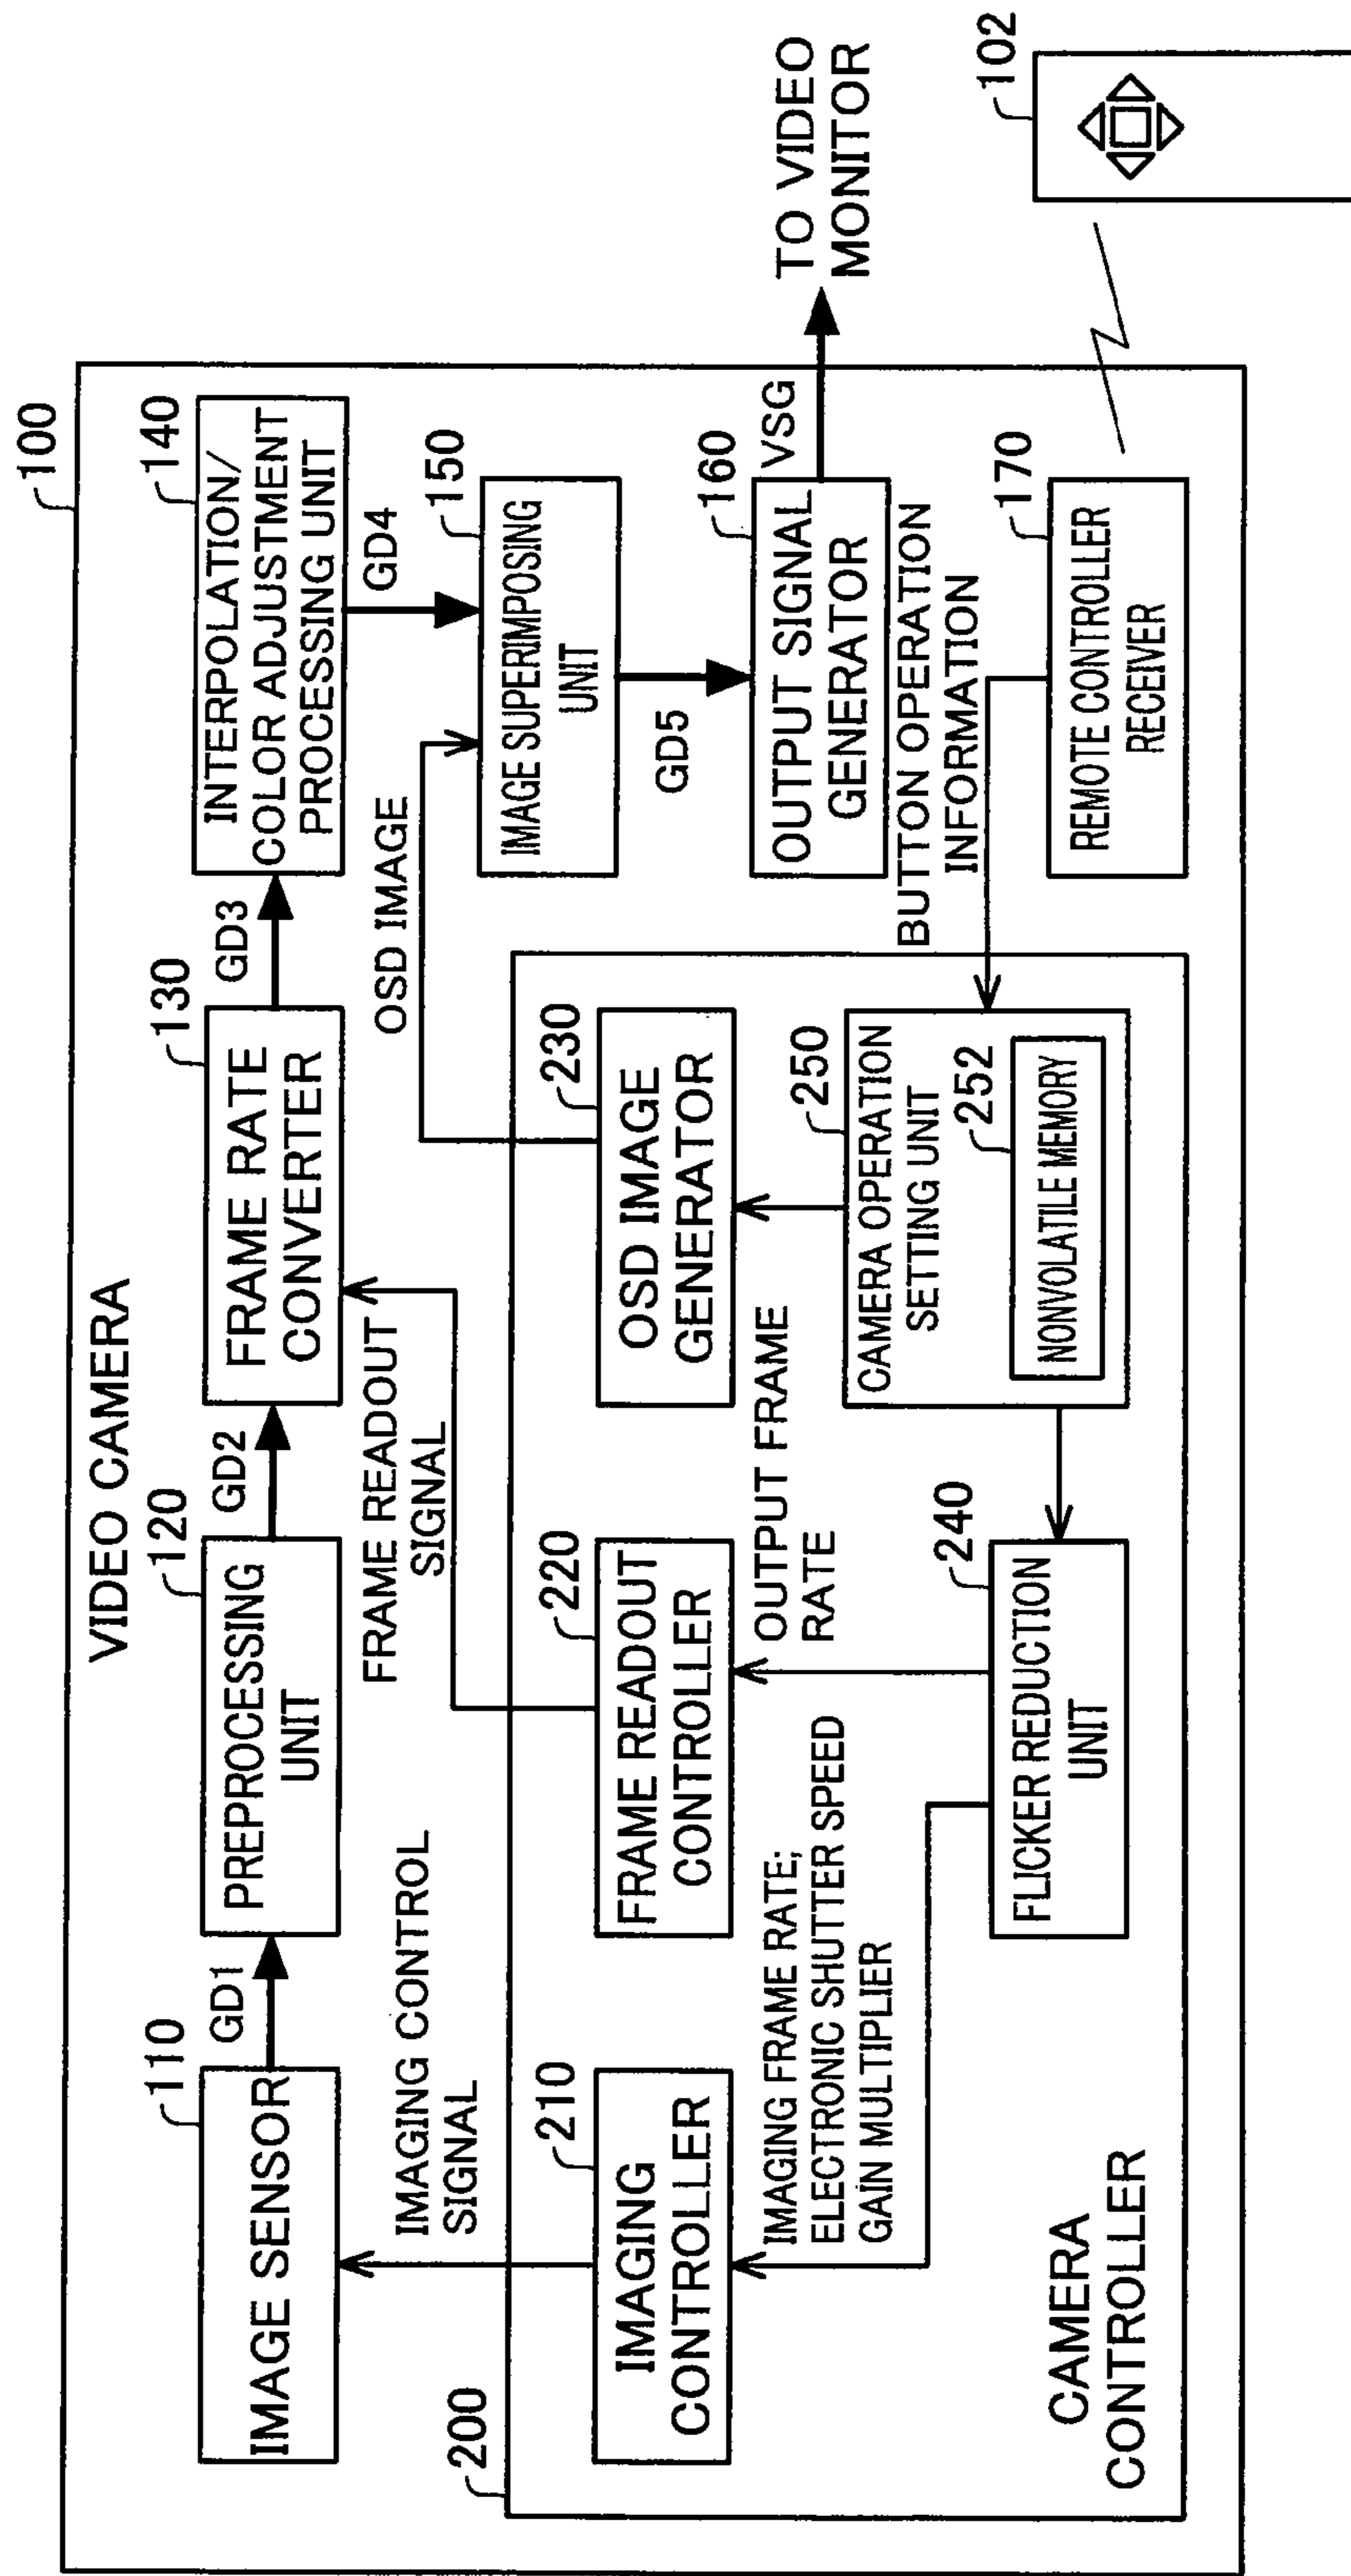 VIDEO CAMERA
100
110
IMAGE SENSOR
GD1
120
PREPROCESSING
UNIT
GD2
130
FRAME RATE
CONVERTER
GD3
140
INTERPOLATION/
COLOR ADJUSTMENT
PROCESSING UNIT
GD4
IMAGING CONTROL
SIGNAL
FRAME READOUT
SIGNAL
OSD IMAGE
150
IMAGE SUPERIMPOSING
UNIT
GD5
200
210
IMAGING
CONTROLLER
220
FRAME READOUT
CONTROLLER
230
OSD IMAGE
GENERATOR
160
OUTPUT SIGNAL
GENERATOR
VSG
TO VIDEO
MONITOR
IMAGING FRAME RATE;
ELECTRONIC SHUTTER SPEED
GAIN MULTIPLIER
OUTPUT FRAME
RATE
BUTTON OPERATION
INFORMATION
240
FLICKER REDUCTION
UNIT
250
CAMERA OPERATION
SETTING UNIT
252
NONVOLATILE MEMORY
170
REMOTE CONTROLLER
RECEIVER
102
CAMERA
CONTROLLER